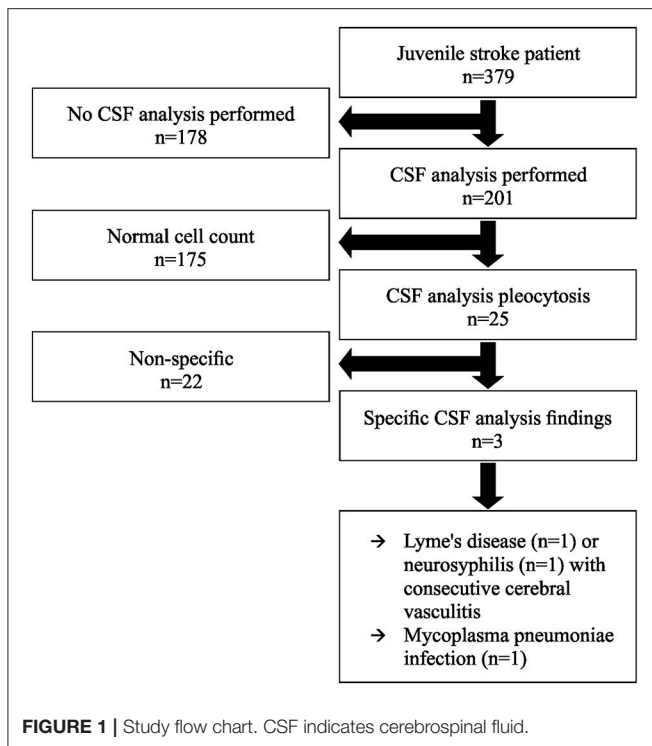 Juvenile stroke patient
n=379
No CSF analysis performed
n=178
CSF analysis performed
n=201
Normal cell count
n=175
CSF analysis pleocytosis
n=25
Non-specific
n=22
Specific CSF analysis findings
n=3
→ Lyme's disease (n=1) or
neurosyphilis (n=1) with
consecutive cerebral
vasculitis
→ Mycoplasma pneumoniae
infection (n=1)
FIGURE 1 | Study flow chart. CSF indicates cerebrospinal fluid.